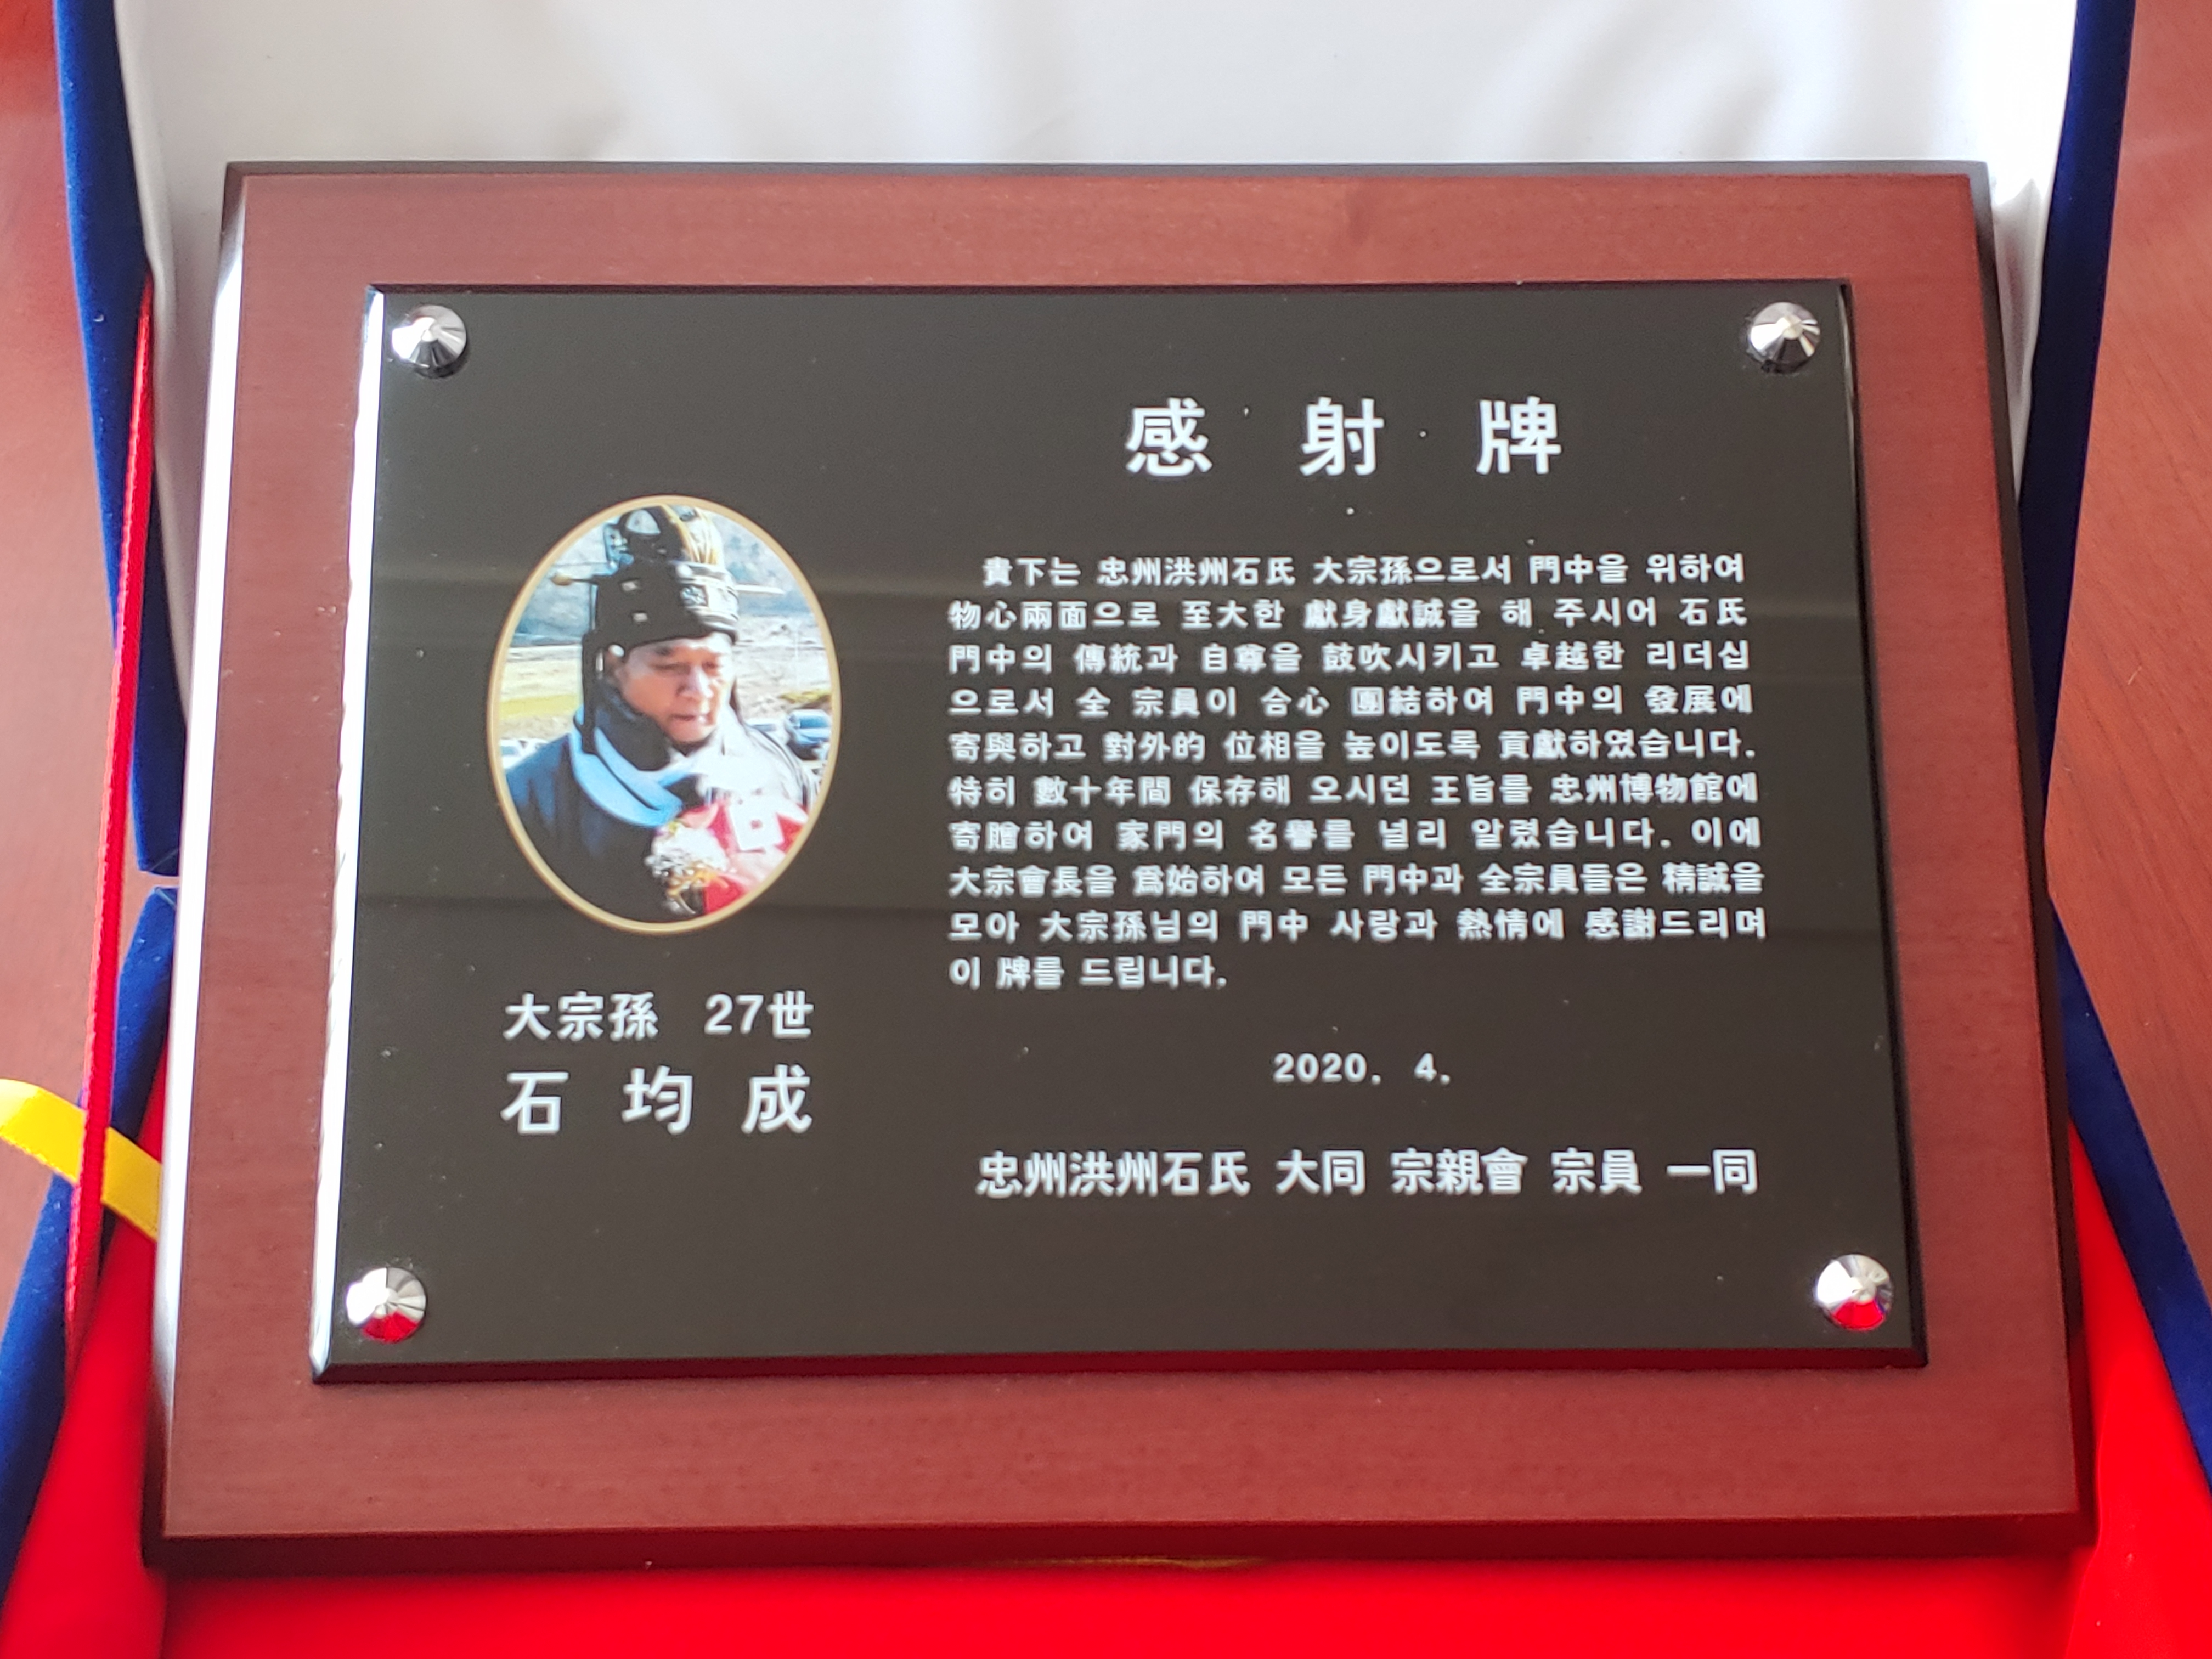 感 射 牌
貴下는 忠州洪州石氏 大宗孫으로서 門中을 위하여
物心兩面으로 至大한 獻身獻誠을 해 주시어 石氏
門中의 傳統과 自尊을 鼓吹시키고 卓越한 리더십
으로서 全 宗員이 合心 團結하여 門中의 發展에
寄與하고 對外的 位相을 높이도록 貢獻하였습니다.
特히 數十年間 保存해 오시던 王旨를 忠州博物館에
寄贈하여 家門의 名譽를 널리 알렸습니다. 이에
大宗會長을 爲始하여 모든 門中과 全宗員들은 精誠을
모아 大宗孫님의 門中 사랑과 熱情에 感謝드리며
이 牌를 드립니다.
大宗孫 27世
石 均 成
2020. 4.
忠州洪州石氏 大同 宗親會 宗員 一同